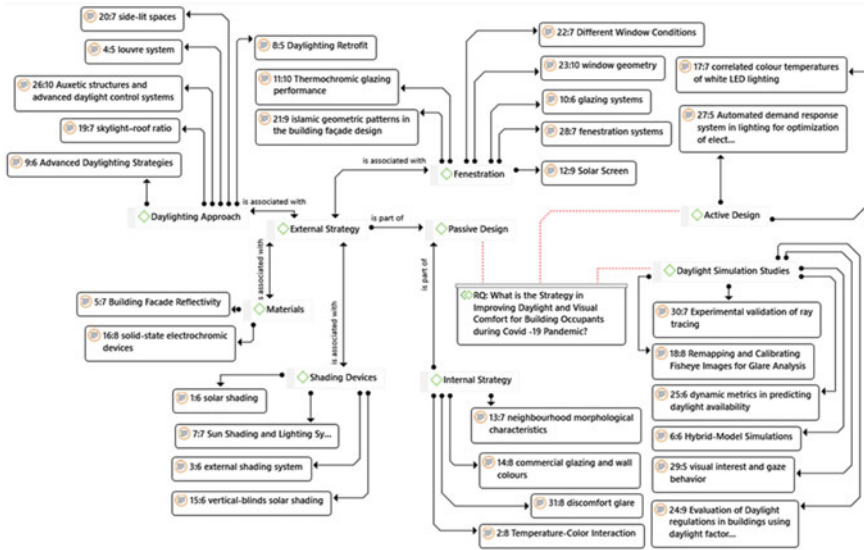 20:7 side-lit spaces
4:5 louvre system
26:10 Auxetic structures and
advanced daylight control systems
19:7 skylight–roof ratio
9:6 Advanced Daylighting Strategies
8:5 Daylighting Retrofit
11:10 Thermochromic glazing
performance
21:9 islamic geometric patterns in
the building façade design
22:7 Different Window Conditions
23:10 window geometry
10:6 glazing systems
28:7 fenestration systems
12:9 Solar Screen
17:7 correlated colour temperatures
of white LED lighting
27:5 Automated demand response
system in lighting for optimization
of elect...
is associated with
Fenestration
is associated with
Daylighting Approach
External Strategy
is part of
Passive Design
Active Design
is associated with
is associated with
is part of
Daylight Simulation Studies
5:7 Building Facade Reflectivity
Materials
16:8 solid-state electrochromic
devices
RQ: What is the Strategy in
Improving Daylight and Visual
Comfort for Building Occupants
during Covid -19 Pandemic?
30:7 Experimental validation of ray
tracing
18:8 Remapping and Calibrating
Fisheye Images for Glare Analysis
25:6 dynamic metrics in predicting
daylight availability
6:6 Hybrid-Model Simulations
29:5 visual interest and gaze
behavior
24:9 Evaluation of Daylight
regulations in buildings using
daylight factor...
Shading Devices
1:6 solar shading
7:7 Sun Shading and Lighting Sy...
3:6 external shading system
15:6 vertical-blinds solar shading
Internal Strategy
13:7 neighbourhood morphological
characteristics
14:8 commercial glazing and wall
colours
31:8 discomfort glare
2:8 Temperature-Color Interaction